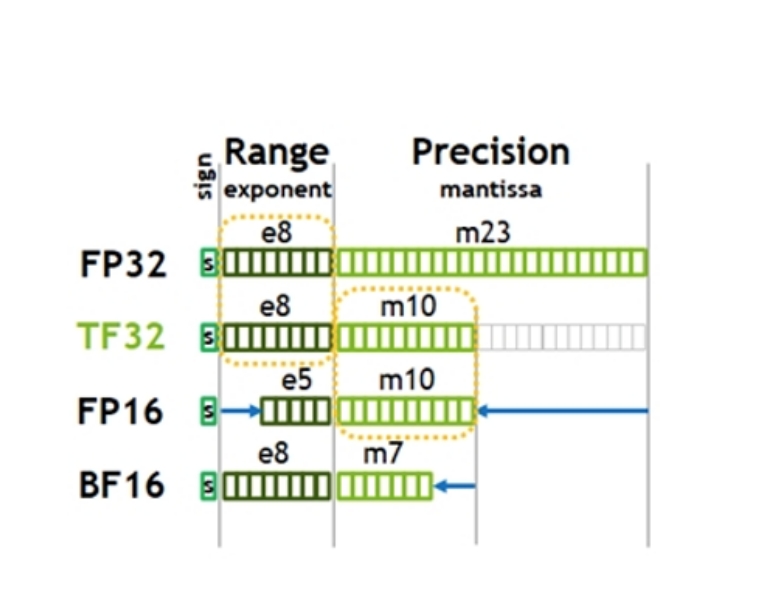 sign
Range Precision
exponent mantissa
e8 m23
FP32 s
e8 m10
TF32 s
e5 m10
FP16 s
e8 m7
BF16 s